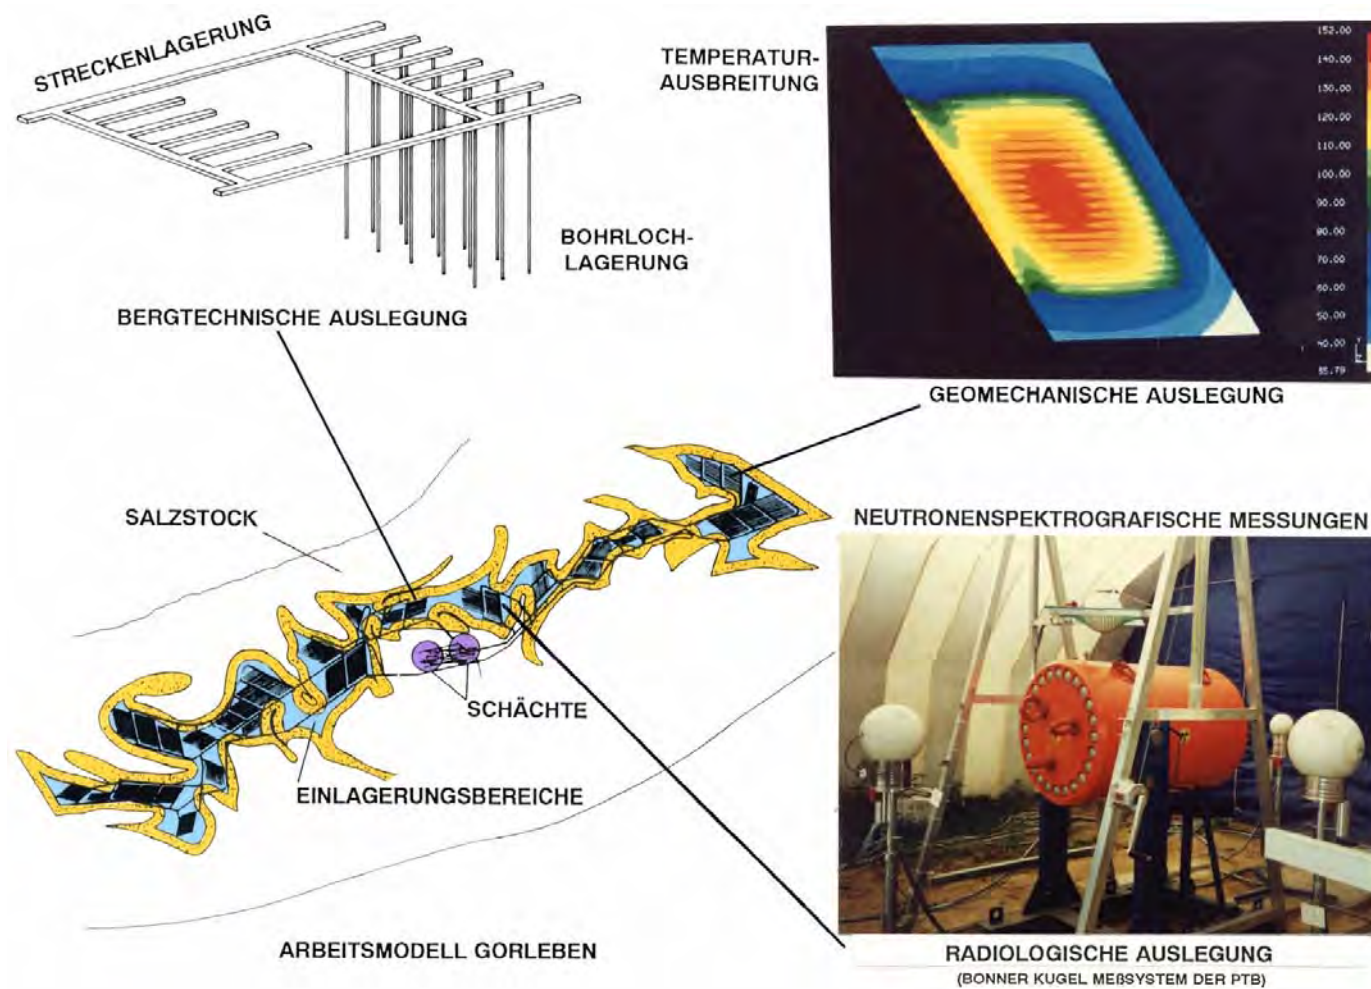 STRECKENLAGERUNG
BOHRLOCH-
LAGERUNG
BERGTECHNISCHE AUSLEGUNG
TEMPERATUR-
AUSBREITUNG
152.00
140.00
130.00
120.00
110.00
100.00
90.00
80.00
70.00
60.00
50.00
40.00
GEOMECHANISCHE AUSLEGUNG
SALZSTOCK
SCHÄCHTE
EINLAGERUNGSBEREICHE
NEUTRONENSPEKTROGRAFISCHE MESSUNGEN
ARBEITSMODELL GORLEBEN
RADIOLOGISCHE AUSLEGUNG
(BONNER KUGEL MEßSYSTEM DER PTB)